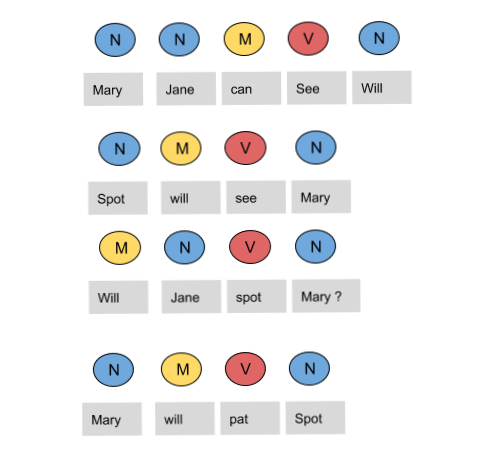 N N M V N
Mary Jane can See Will
N M V N
Spot will see Mary
M N V N
Will Jane spot Mary ?
N M V N
Mary will pat Spot